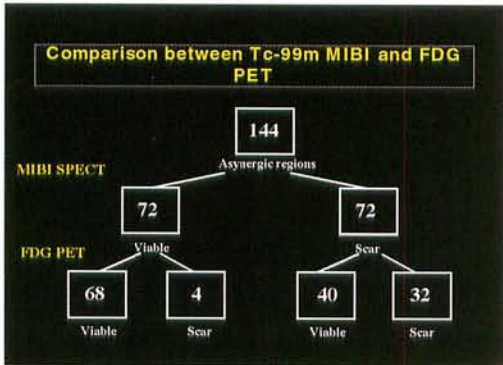 Comparison between Tc-99m MIBI and FDG
PET
144
Asynergic regions
MIBI SPECT
72 72
Viable Scar
FDG PET
68 4 40 32
Viable Scar Viable Scar